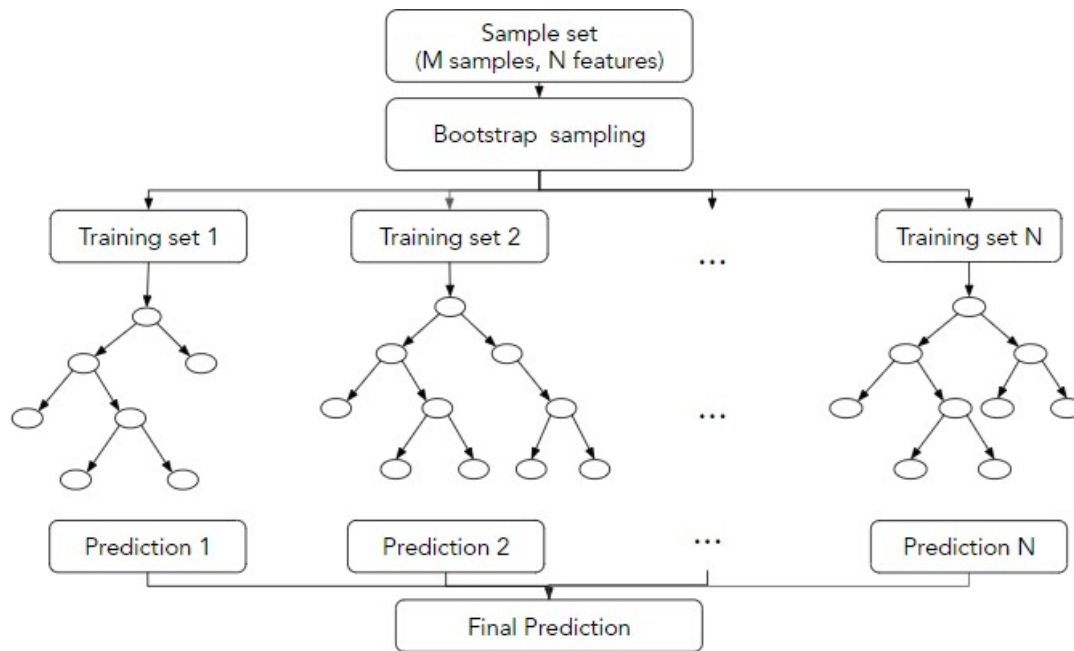 Sample set
(M samples, N features)
Bootstrap sampling
Training set 1
Training set 2
...
Training set N
...
Prediction 1
Prediction 2
...
Prediction N
Final Prediction